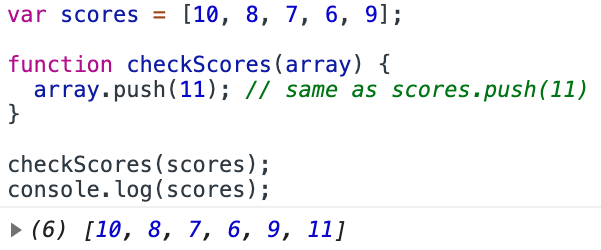 var scores = [10, 8, 7, 6, 9];
function checkScores(array) {
  array.push(11); // same as scores.push(11)
}
checkScores(scores);
console.log(scores);
▶ (6) [10, 8, 7, 6, 9, 11]